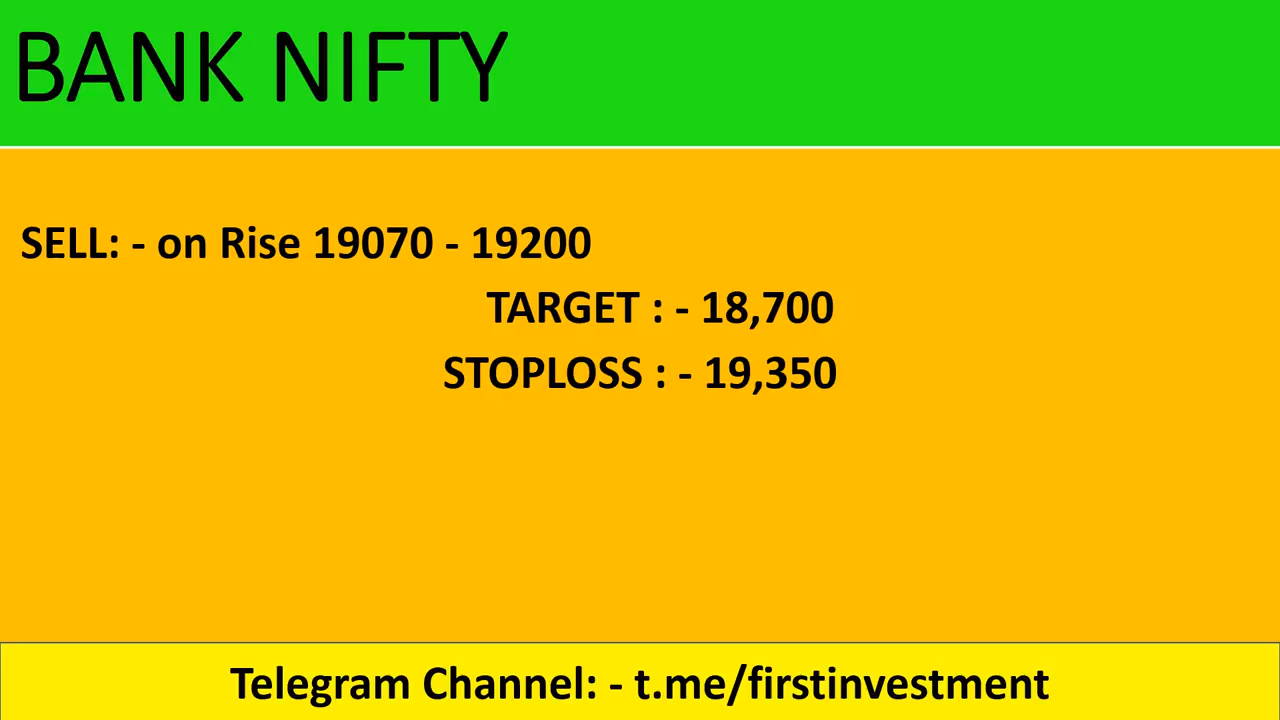 BANK NIFTY
SELL: - on Rise 19070 - 19200
TARGET : - 18,700
STOPLOSS : - 19,350
Telegram Channel: - t.me/firstinvestment